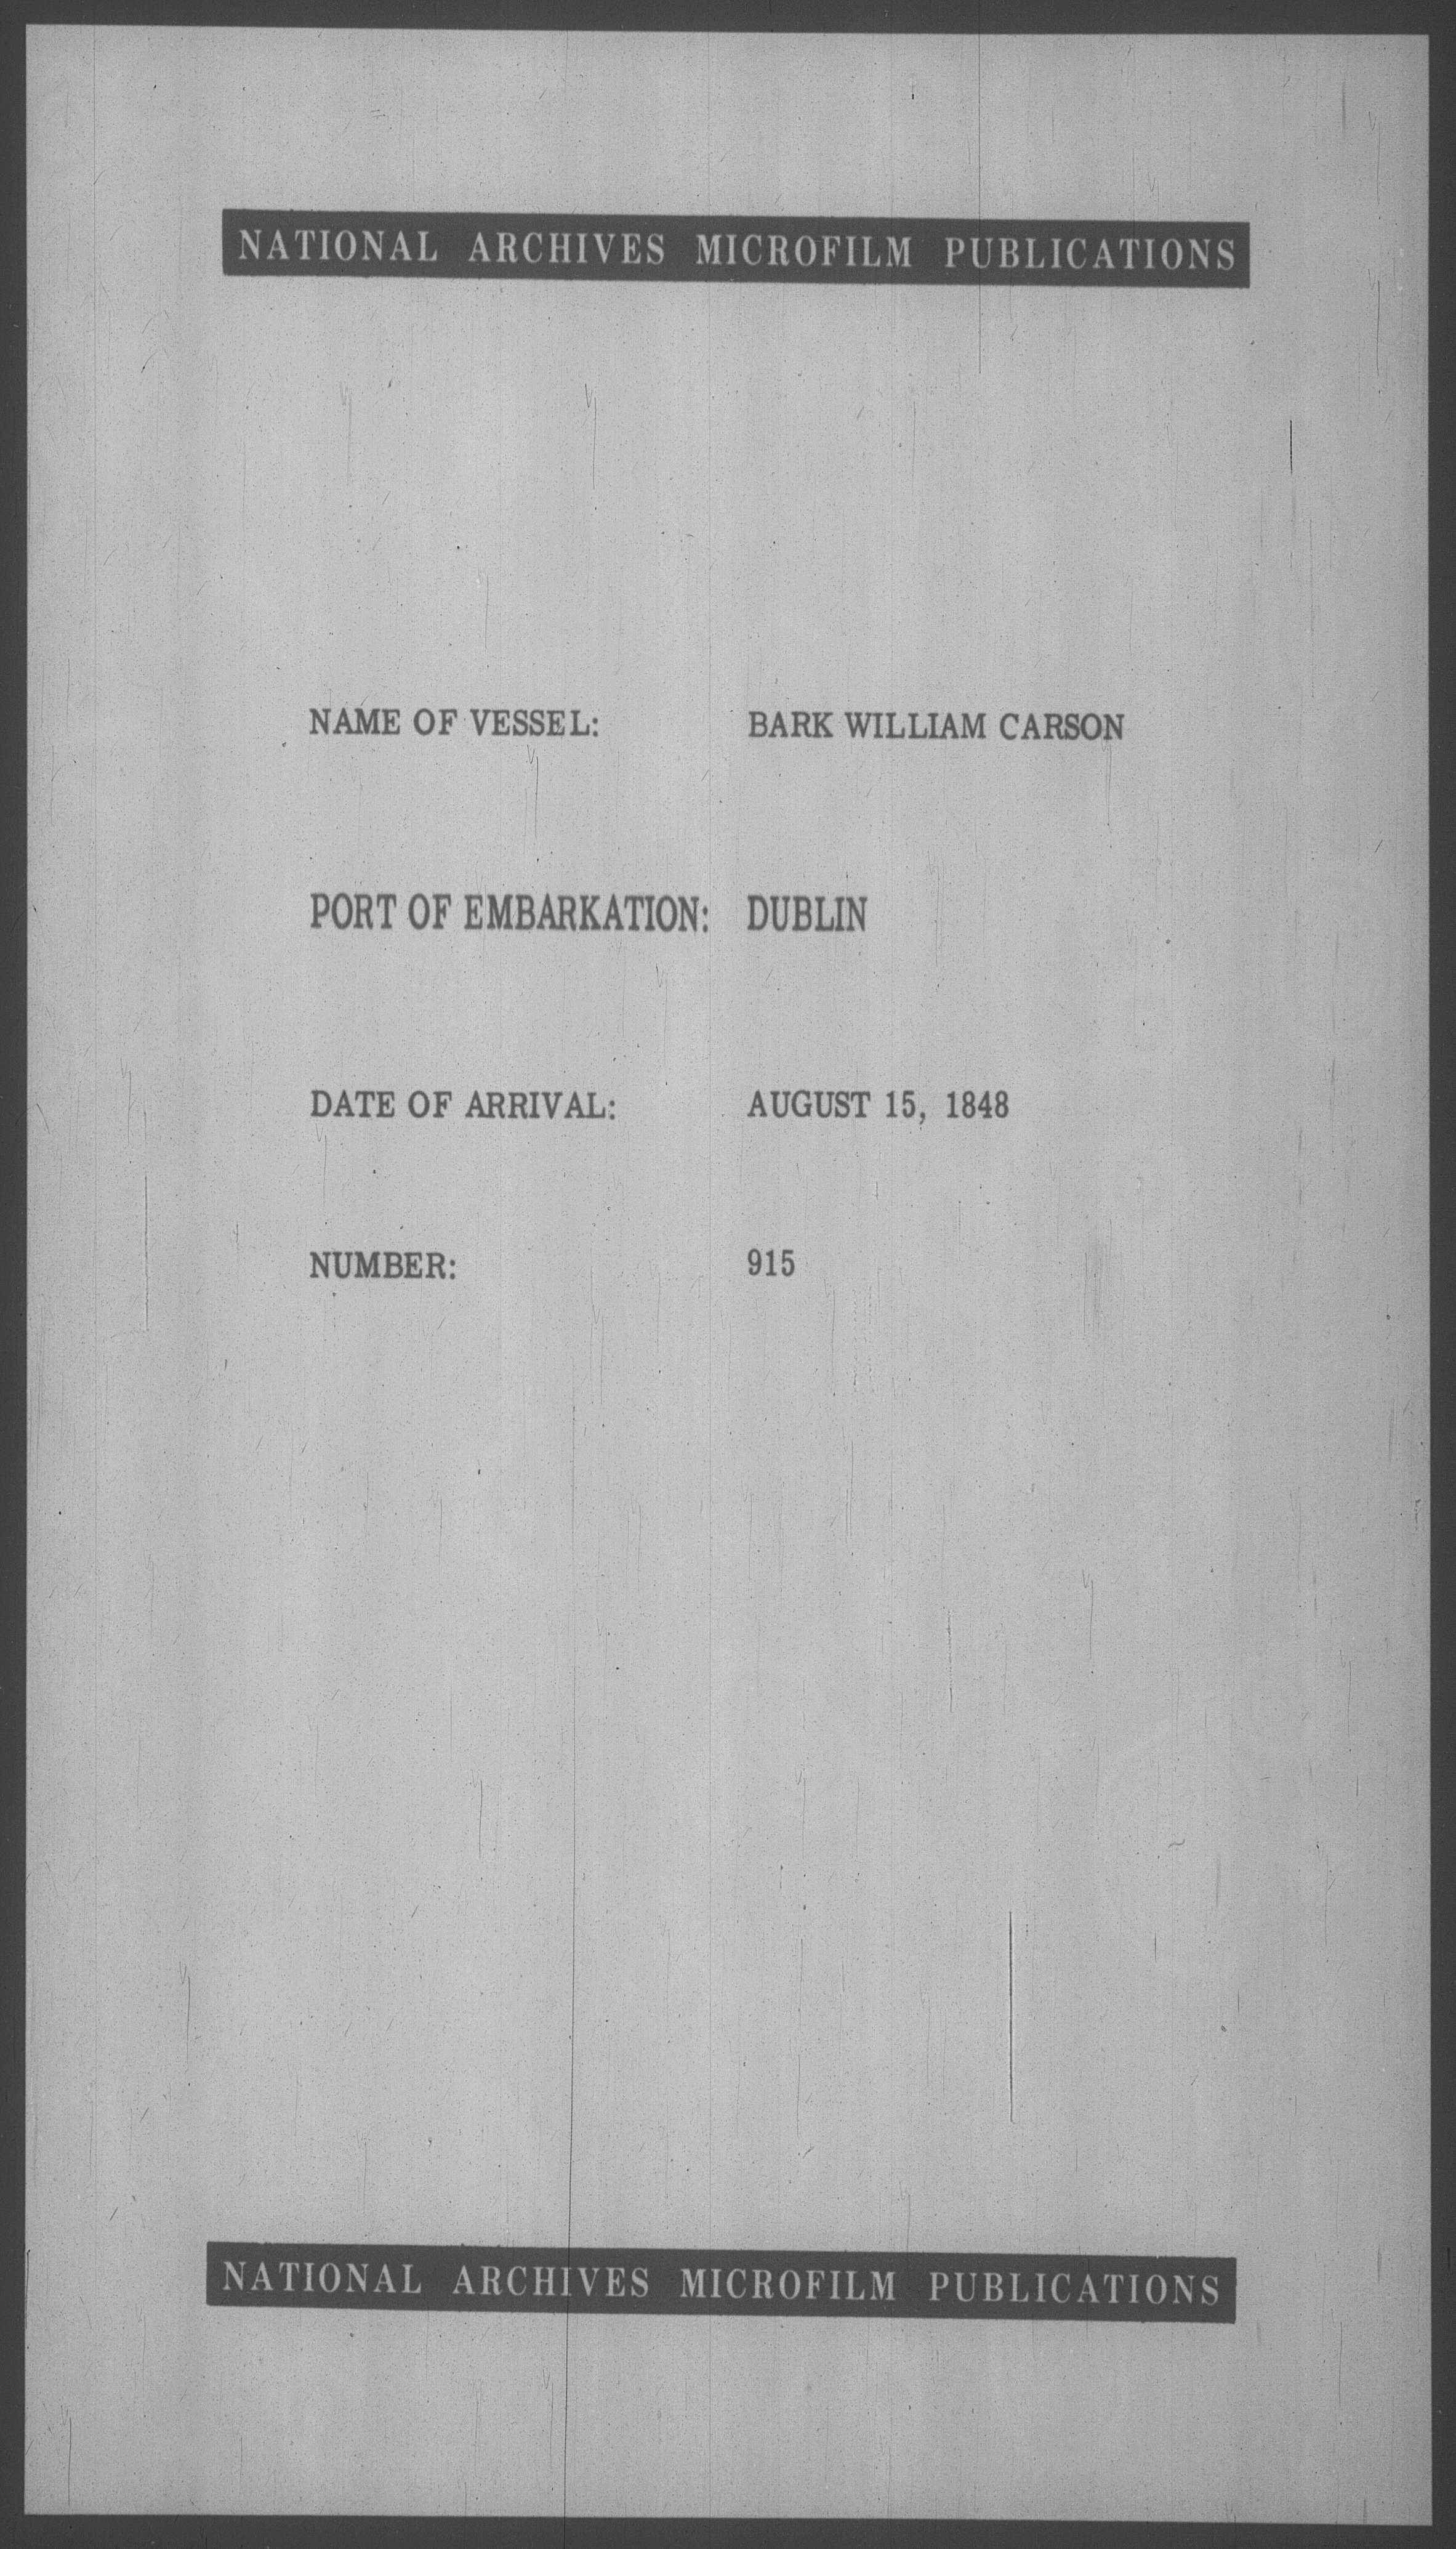 NATIONAL ARCHIVES MICROFILM PUBLICATIONS
NAME OF VESSEL: BARK WILLIAM CARSON
PORT OF EMBARKATION: DUBLIN
DATE OF ARRIVAL: AUGUST 15, 1848
NUMBER: 915
NATIONAL ARCHIVES MICROFILM PUBLICATIONS